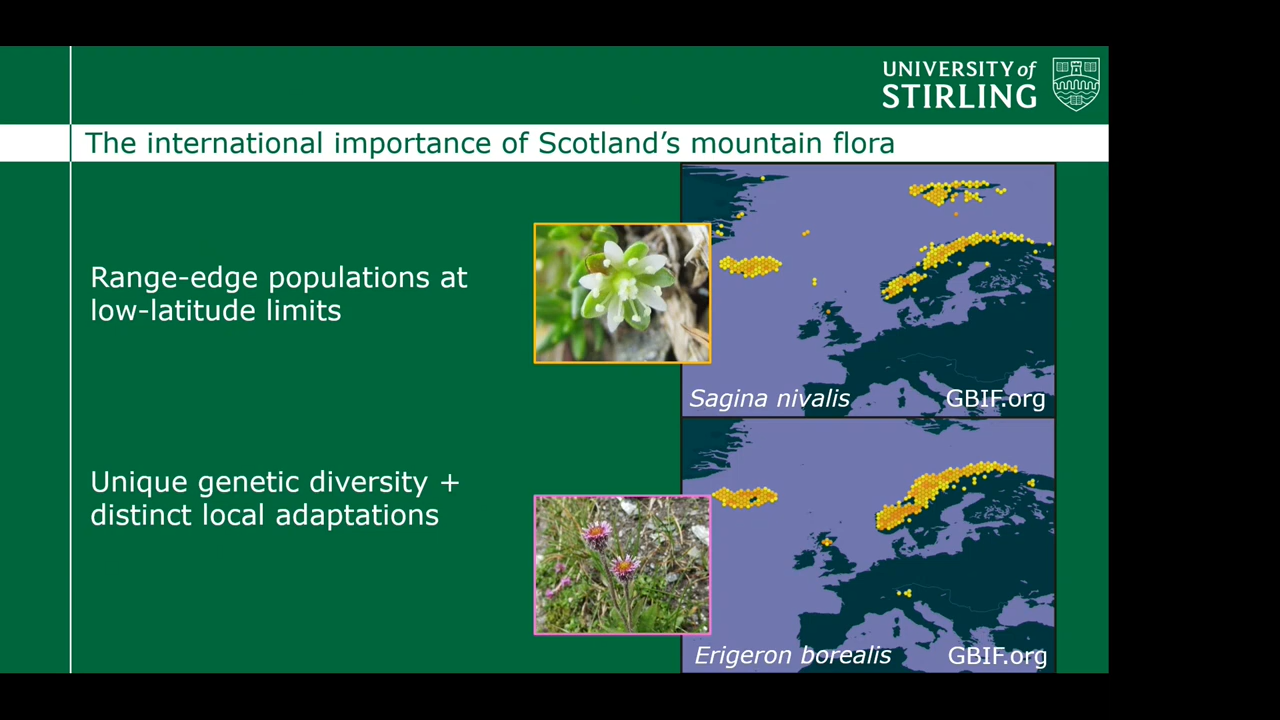 UNIVERSITY of
STIRLING
The international importance of Scotland’s mountain flora
Range-edge populations at
low-latitude limits
Sagina nivalis
GBIF.org
Unique genetic diversity +
distinct local adaptations
Erigeron borealis
GBIF.org